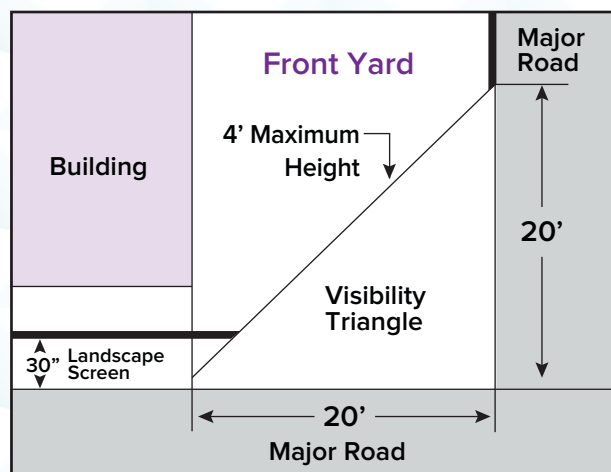 Front Yard
Major
Road
4’ Maximum
Height
Building
20’
Visibility
Triangle
30” Landscape
Screen
20’
Major Road